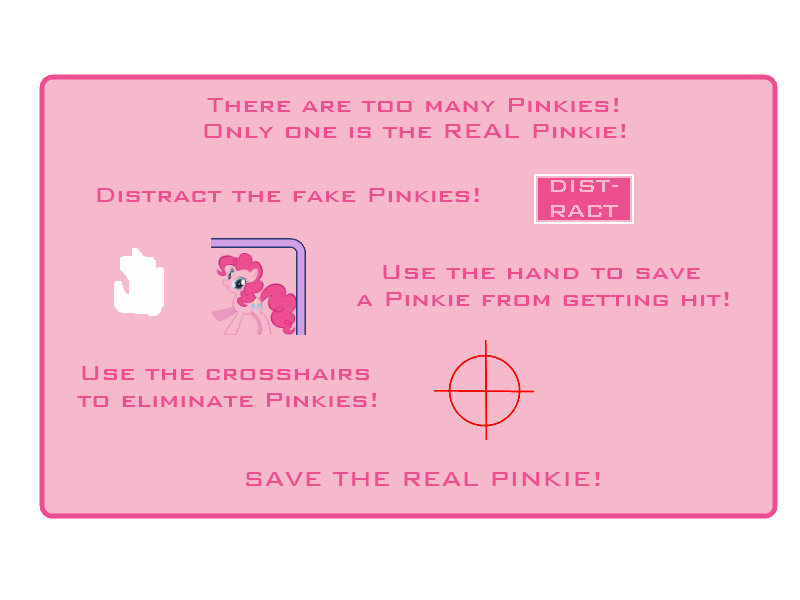 There are too many Pinkies!
Only one is the REAL Pinkie!
Distract the fake Pinkies!
DIST-
RACT
Use the hand to save
a Pinkie from getting hit!
Use the crosshairs
to eliminate Pinkies!
SAVE THE REAL PINKIE!